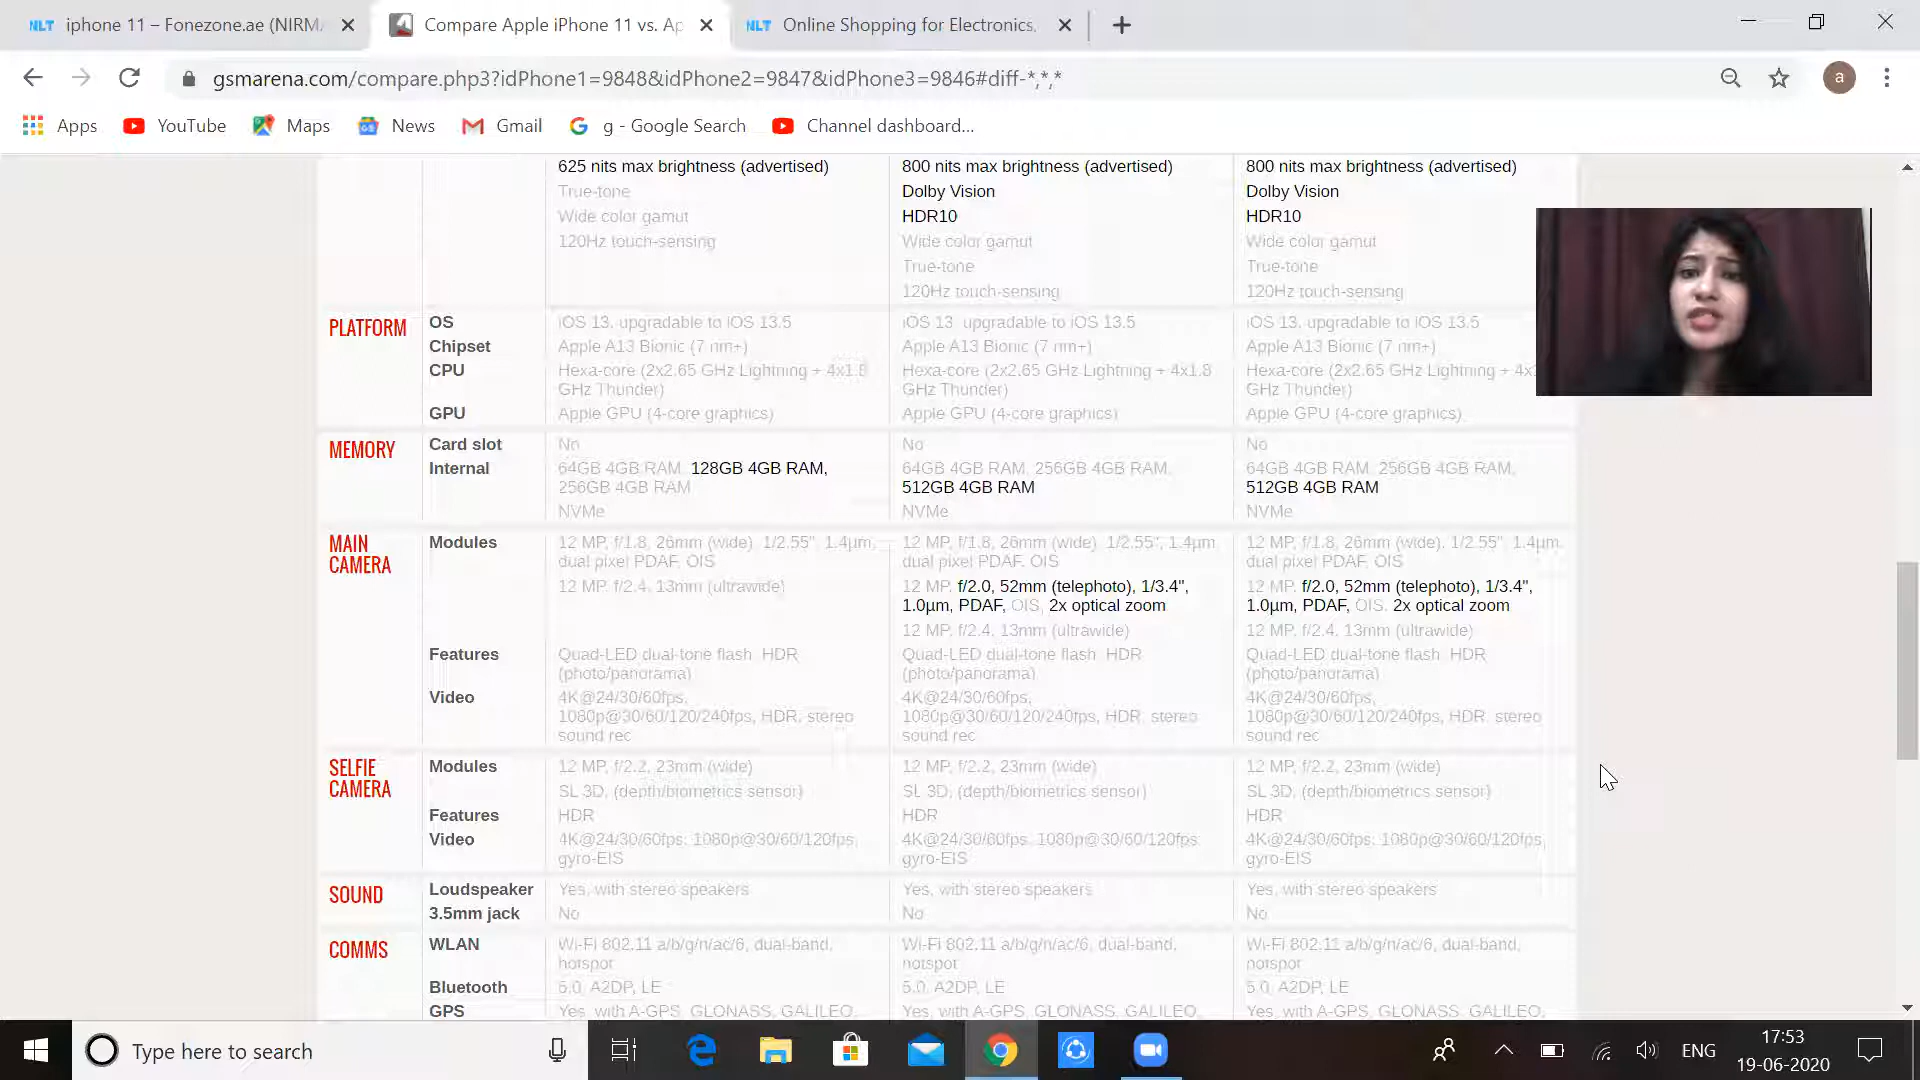 NLT iphone 11 – Fonezone.ae (NIRMA
Compare Apple iPhone 11 vs. Ap
NLT Online Shopping for Electronics,
gsmarena.com/compare.php3?idPhone1=9848&idPhone2=9847&idPhone3=9846#diff-*,*,*
a
Apps YouTube Maps News Gmail g - Google Search Channel dashboard...
625 nits max brightness (advertised) 800 nits max brightness (advertised) 800 nits max brightness (advertised)
True-tone Dolby Vision Dolby Vision
Wide color gamut HDR10 HDR10
120Hz touch-sensing Wide color gamut Wide color gamut
True-tone True-tone
120Hz touch-sensing 120Hz touch-sensing
PLATFORM OS iOS 13, upgradable to iOS 13.5 iOS 13, upgradable to iOS 13.5 iOS 13, upgradable to iOS 13.5
Chipset Apple A13 Bionic (7 nm+) Apple A13 Bionic (7 nm+) Apple A13 Bionic (7 nm+)
CPU Hexa-core (2x2.65 GHz Lightning + 4x1.8 Hexa-core (2x2.65 GHz Lightning + 4x1.8 Hexa-core (2x2.65 GHz Lightning + 4x
GHz Thunder) GHz Thunder) GHz Thunder)
GPU Apple GPU (4-core graphics) Apple GPU (4-core graphics) Apple GPU (4-core graphics)
MEMORY Card slot No No No
Internal 64GB 4GB RAM, 128GB 4GB RAM, 64GB 4GB RAM, 256GB 4GB RAM, 64GB 4GB RAM, 256GB 4GB RAM,
256GB 4GB RAM 512GB 4GB RAM 512GB 4GB RAM
NVMe NVMe NVMe
MAIN CAMERA Modules 12 MP, f/1.8, 26mm (wide), 1/2.55", 1.4µm, 12 MP, f/1.8, 26mm (wide), 1/2.55", 1.4µm, 12 MP, f/1.8, 26mm (wide), 1/2.55", 1.4µm,
dual pixel PDAF, OIS dual pixel PDAF, OIS dual pixel PDAF, OIS
12 MP, f/2.4, 13mm (ultrawide) 12 MP, f/2.0, 52mm (telephoto), 1/3.4", 12 MP, f/2.0, 52mm (telephoto), 1/3.4",
1.0µm, PDAF, OIS, 2x optical zoom 1.0µm, PDAF, OIS, 2x optical zoom
12 MP, f/2.4, 13mm (ultrawide) 12 MP, f/2.4, 13mm (ultrawide)
Features Quad-LED dual-tone flash, HDR Quad-LED dual-tone flash, HDR Quad-LED dual-tone flash, HDR
(photo/panorama) (photo/panorama) (photo/panorama)
Video 4K@24/30/60fps, 4K@24/30/60fps, 4K@24/30/60fps,
1080p@30/60/120/240fps, HDR, stereo 1080p@30/60/120/240fps, HDR, stereo 1080p@30/60/120/240fps, HDR, stereo
sound rec sound rec sound rec
SELFIE CAMERA Modules 12 MP, f/2.2, 23mm (wide) 12 MP, f/2.2, 23mm (wide) 12 MP, f/2.2, 23mm (wide)
SL 3D, (depth/biometrics sensor) SL 3D, (depth/biometrics sensor) SL 3D, (depth/biometrics sensor)
Features HDR HDR HDR
Video 4K@24/30/60fps, 1080p@30/60/120fps, 4K@24/30/60fps, 1080p@30/60/120fps, 4K@24/30/60fps, 1080p@30/60/120fps,
gyro-EIS gyro-EIS gyro-EIS
SOUND Loudspeaker Yes, with stereo speakers Yes, with stereo speakers Yes, with stereo speakers
3.5mm jack No No No
COMMS WLAN Wi-Fi 802.11 a/b/g/n/ac/6, dual-band, Wi-Fi 802.11 a/b/g/n/ac/6, dual-band, Wi-Fi 802.11 a/b/g/n/ac/6, dual-band,
hotspot hotspot hotspot
Bluetooth 5.0, A2DP, LE 5.0, A2DP, LE 5.0, A2DP, LE
GPS Yes, with A-GPS, GLONASS, GALILEO, Yes, with A-GPS, GLONASS, GALILEO, Yes, with A-GPS, GLONASS, GALILEO,
Type here to search
ENG
17:53
19-06-2020